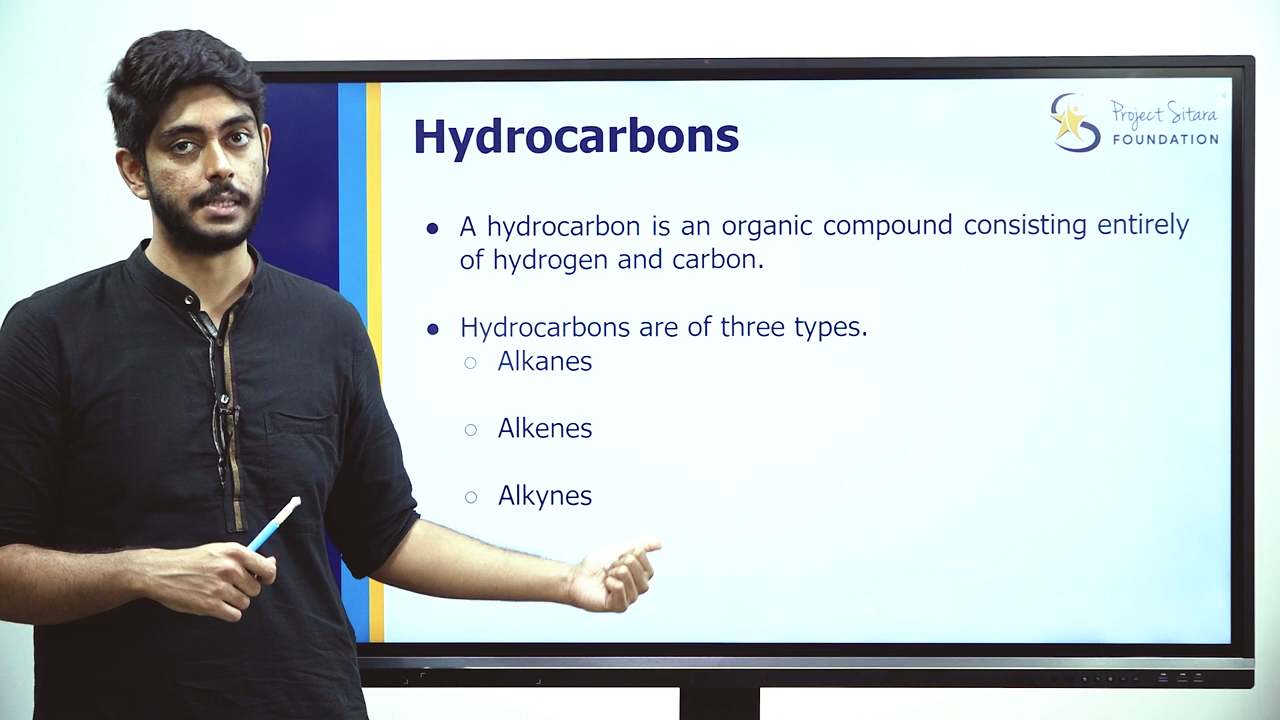 Hydrocarbons
Project Sitara
FOUNDATION
● A hydrocarbon is an organic compound consisting entirely
of hydrogen and carbon.
● Hydrocarbons are of three types.
○ Alkanes
○ Alkenes
○ Alkynes